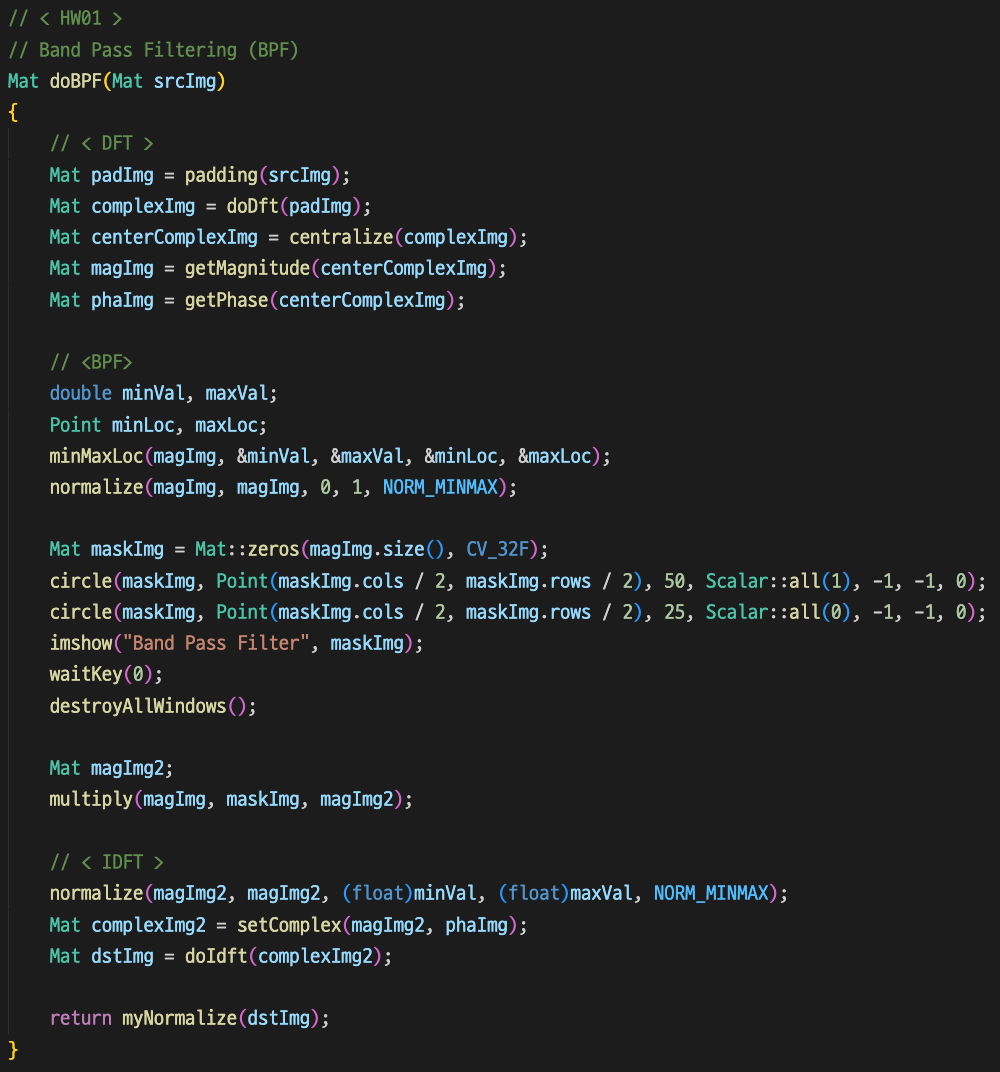 // < HW01 >
// Band Pass Filtering (BPF)
Mat doBPF(Mat srcImg)
{
    // < DFT >
    Mat padImg = padding(srcImg);
    Mat complexImg = doDft(padImg);
    Mat centerComplexImg = centralize(complexImg);
    Mat magImg = getMagnitude(centerComplexImg);
    Mat phaImg = getPhase(centerComplexImg);

    // <BPF>
    double minVal, maxVal;
    Point minLoc, maxLoc;
    minMaxLoc(magImg, &minVal, &maxVal, &minLoc, &maxLoc);
    normalize(magImg, magImg, 0, 1, NORM_MINMAX);

    Mat maskImg = Mat::zeros(magImg.size(), CV_32F);
    circle(maskImg, Point(maskImg.cols / 2, maskImg.rows / 2), 50, Scalar::all(1), -1, -1, 0);
    circle(maskImg, Point(maskImg.cols / 2, maskImg.rows / 2), 25, Scalar::all(0), -1, -1, 0);
    imshow("Band Pass Filter", maskImg);
    waitKey(0);
    destroyAllWindows();

    Mat magImg2;
    multiply(magImg, maskImg, magImg2);

    // < IDFT >
    normalize(magImg2, magImg2, (float)minVal, (float)maxVal, NORM_MINMAX);
    Mat complexImg2 = setComplex(magImg2, phaImg);
    Mat dstImg = doIdft(complexImg2);

    return myNormalize(dstImg);
}